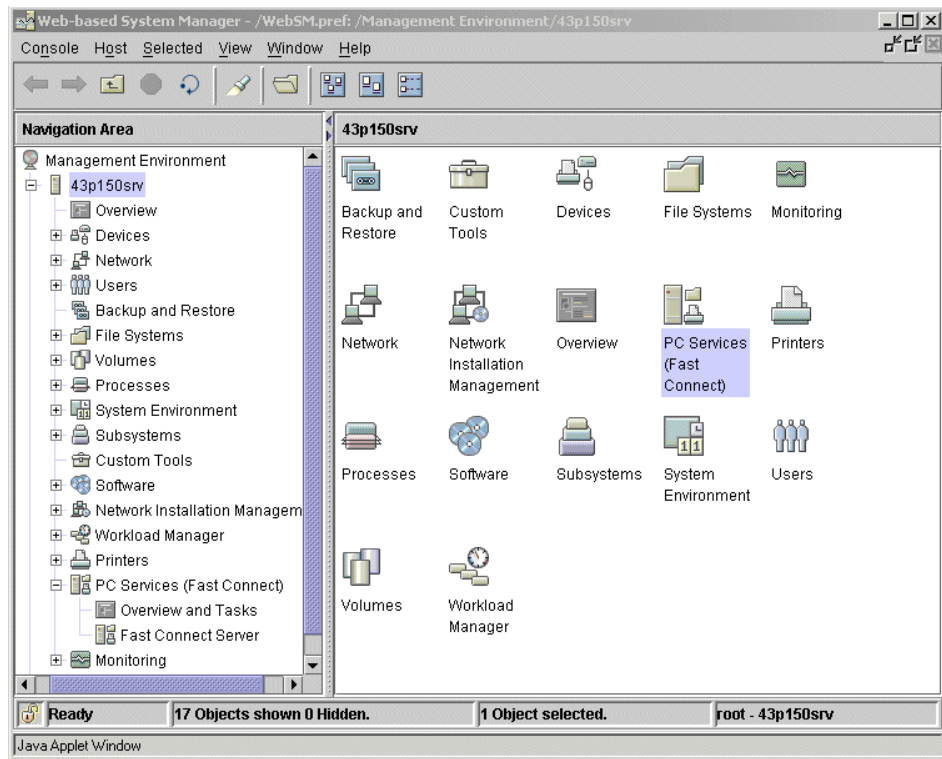 Web-based System Manager - /WebSM.pref: /Management Environment/43p150srv
Console Host Selected View Window Help
Navigation Area
43p150srv
Management Environment
43p150srv
Overview
Devices
Network
Users
Backup and Restore
File Systems
Volumes
Processes
System Environment
Subsystems
Custom Tools
Software
Network Installation Managem
Workload Manager
Printers
PC Services (Fast Connect)
Overview and Tasks
Fast Connect Server
Monitoring
Backup and Restore
Custom Tools
Devices
File Systems
Monitoring
Network
Network Installation Management
Overview
PC Services (Fast Connect)
Printers
Processes
Software
Subsystems
System Environment
Users
Volumes
Workload Manager
Ready
17 Objects shown 0 Hidden.
1 Object selected.
root - 43p150srv
Java Applet Window